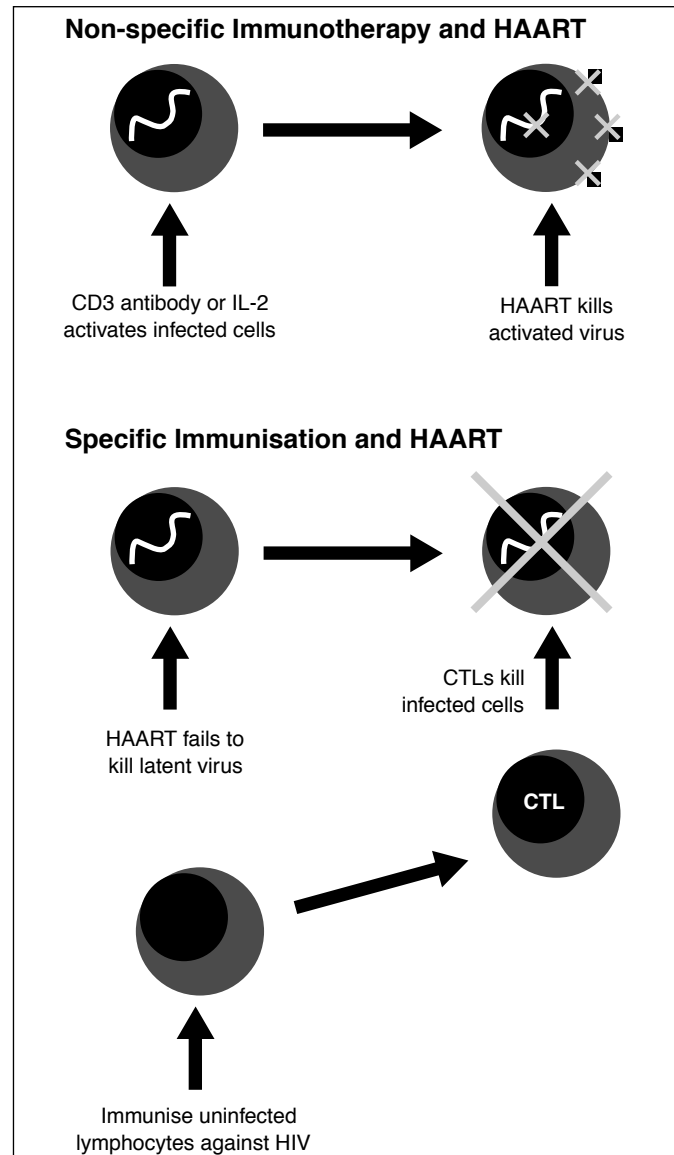 Non-specific Immunotherapy and HAART
CD3 antibody or IL-2
activates infected cells
HAART kills
activated virus
Specific Immunisation and HAART
HAART fails to
kill latent virus
CTLs kill
infected cells
CTL
Immunise uninfected
lymphocytes against HIV